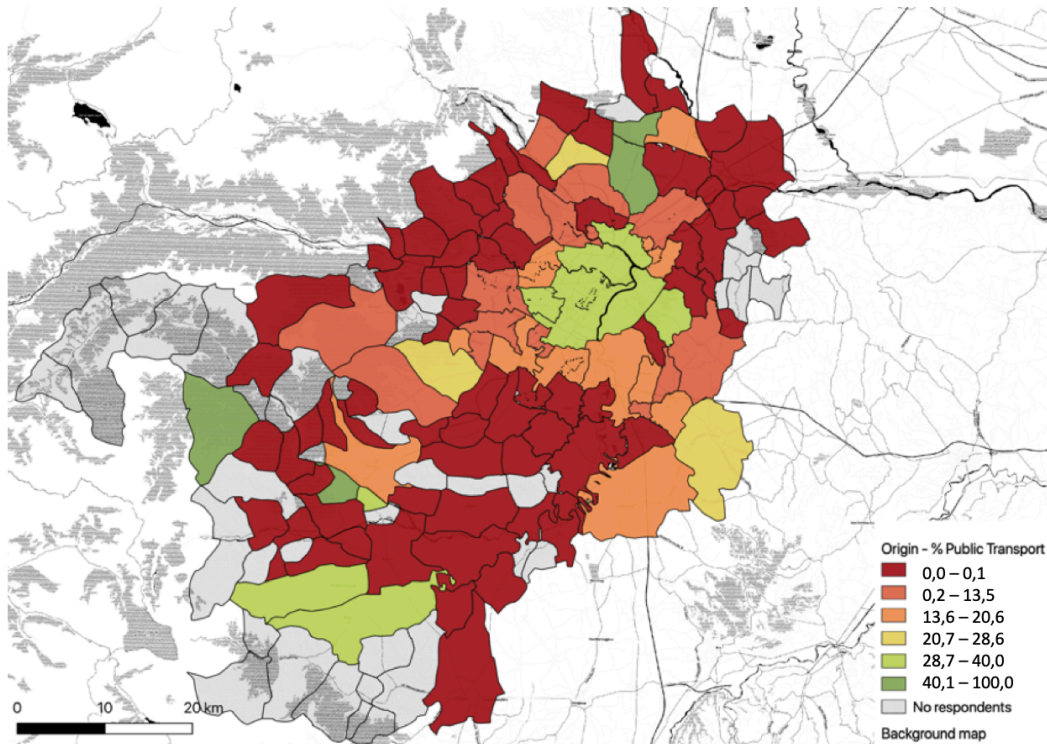 Origin - % Public Transport
0,0 – 0,1
0,2 – 13,5
13,6 – 20,6
20,7 – 28,6
28,7 – 40,0
40,1 – 100,0
No respondents
Background map
0 10 20 km